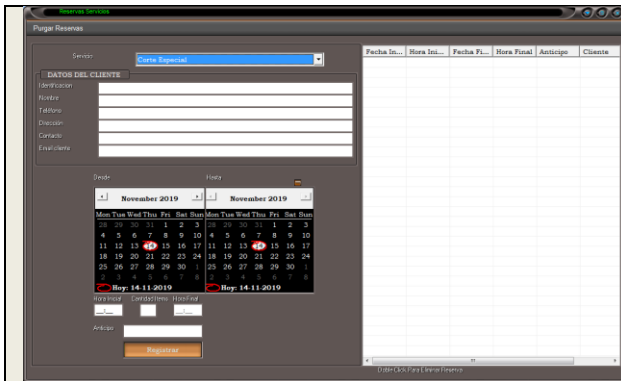 Reservas Servicios
Purgar Reservas
Servicio Corte Especial
DATOS DEL CLIENTE
Identificacion
Nombre
Teléfono
Dirección
Contacto
Email cliente
Fecha In... Hora Ini... Fecha Fi... Hora Final Anticipo Cliente
Desde Hasta
November 2019 November 2019
Mon Tue Wed Thu Fri Sat Sun Mon Tue Wed Thu Fri Sat Sun
28 29 30 31 1 2 3 28 29 30 31 1 2 3
4 5 6 7 8 9 10 4 5 6 7 8 9 10
11 12 13 14 15 16 17 11 12 13 14 15 16 17
18 19 20 21 22 23 24 18 19 20 21 22 23 24
25 26 27 28 29 30 1 25 26 27 28 29 30 1
2 3 4 5 6 7 8 2 3 4 5 6 7 8
Hoy: 14-11-2019 Hoy: 14-11-2019
Hora Inicial Cantidad Items Hora Final
__:__ __:__
Anticipo
Registrar
Doble Click Para Eliminar Reserva